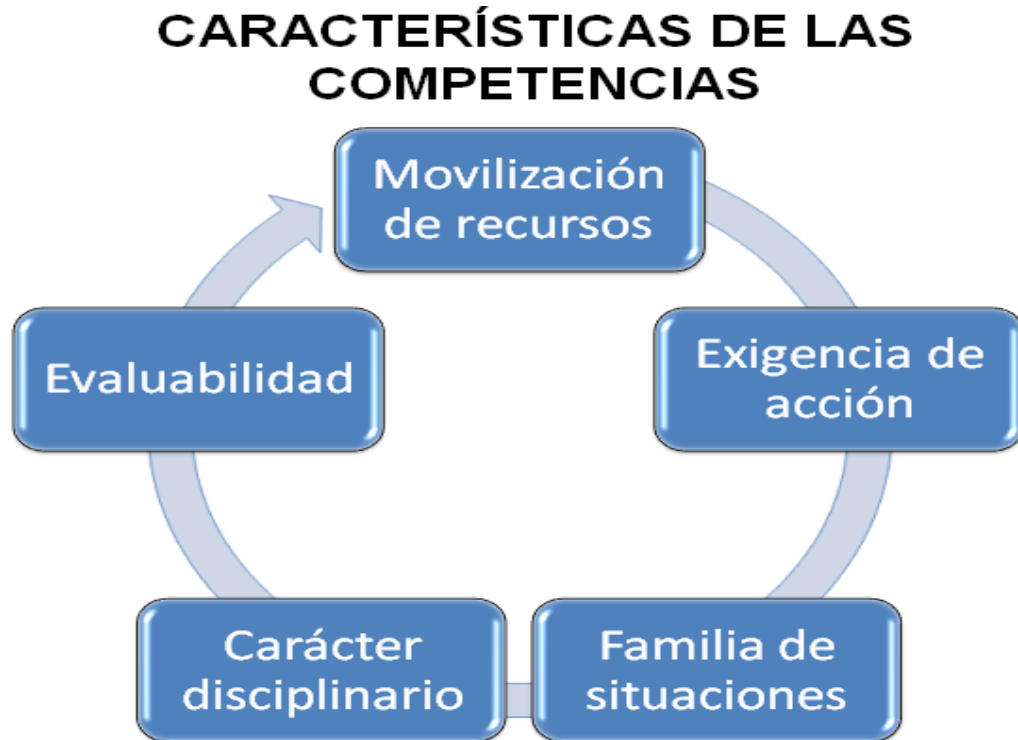 CARACTERÍSTICAS DE LAS
COMPETENCIAS
Movilización
de recursos
Exigencia de
acción
Familia de
situaciones
Carácter
disciplinario
Evaluabilidad